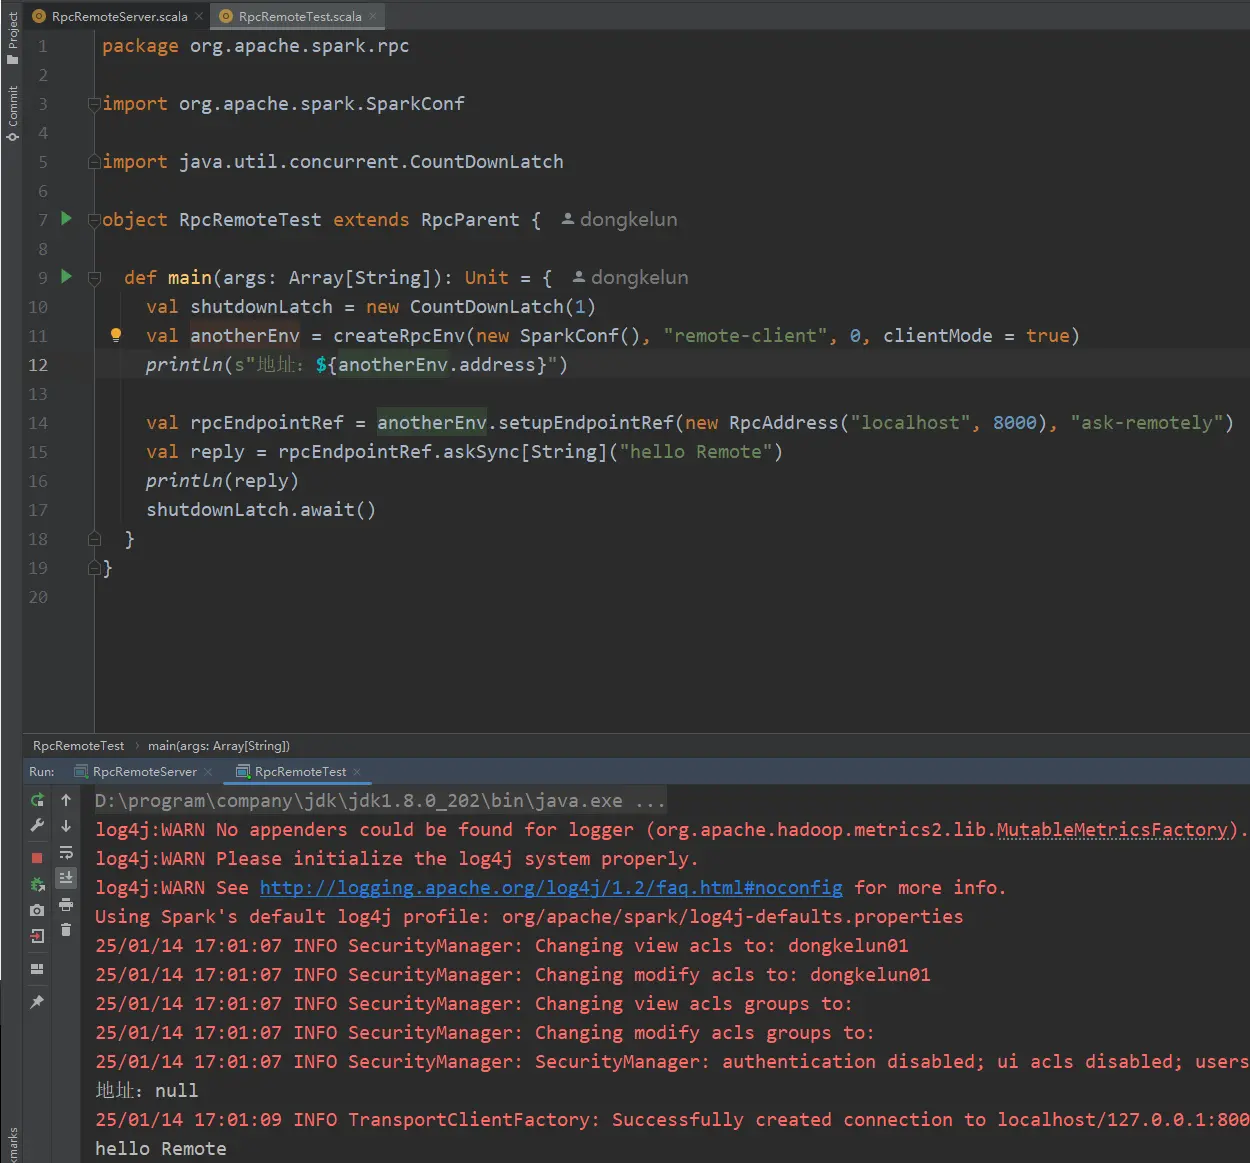 Project
Commit
RpcRemoteServer.scala
RpcRemoteTest.scala
1 package org.apache.spark.rpc
2
3 import org.apache.spark.SparkConf
4
5 import java.util.concurrent.CountDownLatch
6
7 object RpcRemoteTest extends RpcParent { dongkelun
8
9 def main(args: Array[String]): Unit = { dongkelun
10 val shutdownLatch = new CountDownLatch(1)
11 val anotherEnv = createRpcEnv(new SparkConf(), "remote-client", 0, clientMode = true)
12 println(s"地址: ${anotherEnv.address}")
13
14 val rpcEndpointRef = anotherEnv.setupEndpointRef(new RpcAddress("localhost", 8000), "ask-remotely")
15 val reply = rpcEndpointRef.askSync[String]("hello Remote")
16 println(reply)
17 shutdownLatch.await()
18 }
19 }
20
RpcRemoteTest › main(args: Array[String])
Run: RpcRemoteServer RpcRemoteTest
D:\program\company\jdk\jdk1.8.0_202\bin\java.exe ...
log4j:WARN No appenders could be found for logger (org.apache.hadoop.metrics2.lib.MutableMetricsFactory).
log4j:WARN Please initialize the log4j system properly.
log4j:WARN See http://logging.apache.org/log4j/1.2/faq.html#noconfig for more info.
Using Spark's default log4j profile: org/apache/spark/log4j-defaults.properties
25/01/14 17:01:07 INFO SecurityManager: Changing view acls to: dongkelun01
25/01/14 17:01:07 INFO SecurityManager: Changing modify acls to: dongkelun01
25/01/14 17:01:07 INFO SecurityManager: Changing view acls groups to:
25/01/14 17:01:07 INFO SecurityManager: Changing modify acls groups to:
25/01/14 17:01:07 INFO SecurityManager: SecurityManager: authentication disabled; ui acls disabled; users
地址: null
25/01/14 17:01:09 INFO TransportClientFactory: Successfully created connection to localhost/127.0.0.1:800
hello Remote